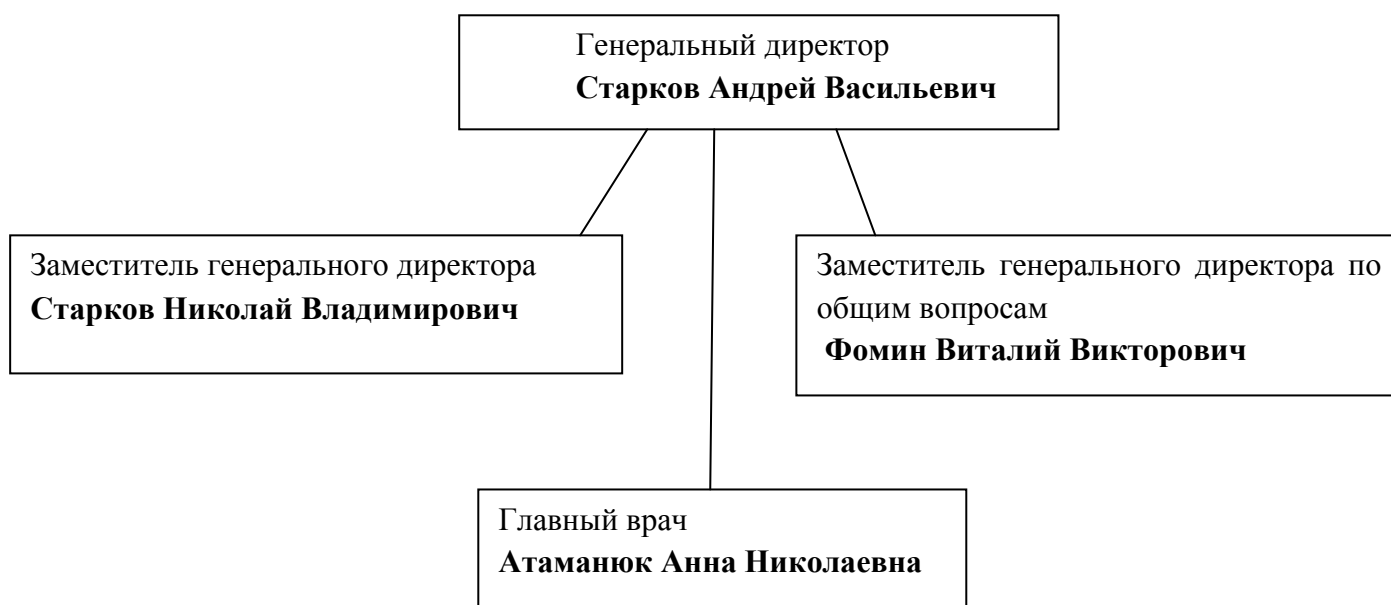 Генеральный директор
Старков Андрей Васильевич
Заместитель генерального директора
Старков Николай Владимирович
Заместитель генерального директора по
общим вопросам
Фомин Виталий Викторович
Главный врач
Атаманюк Анна Николаевна